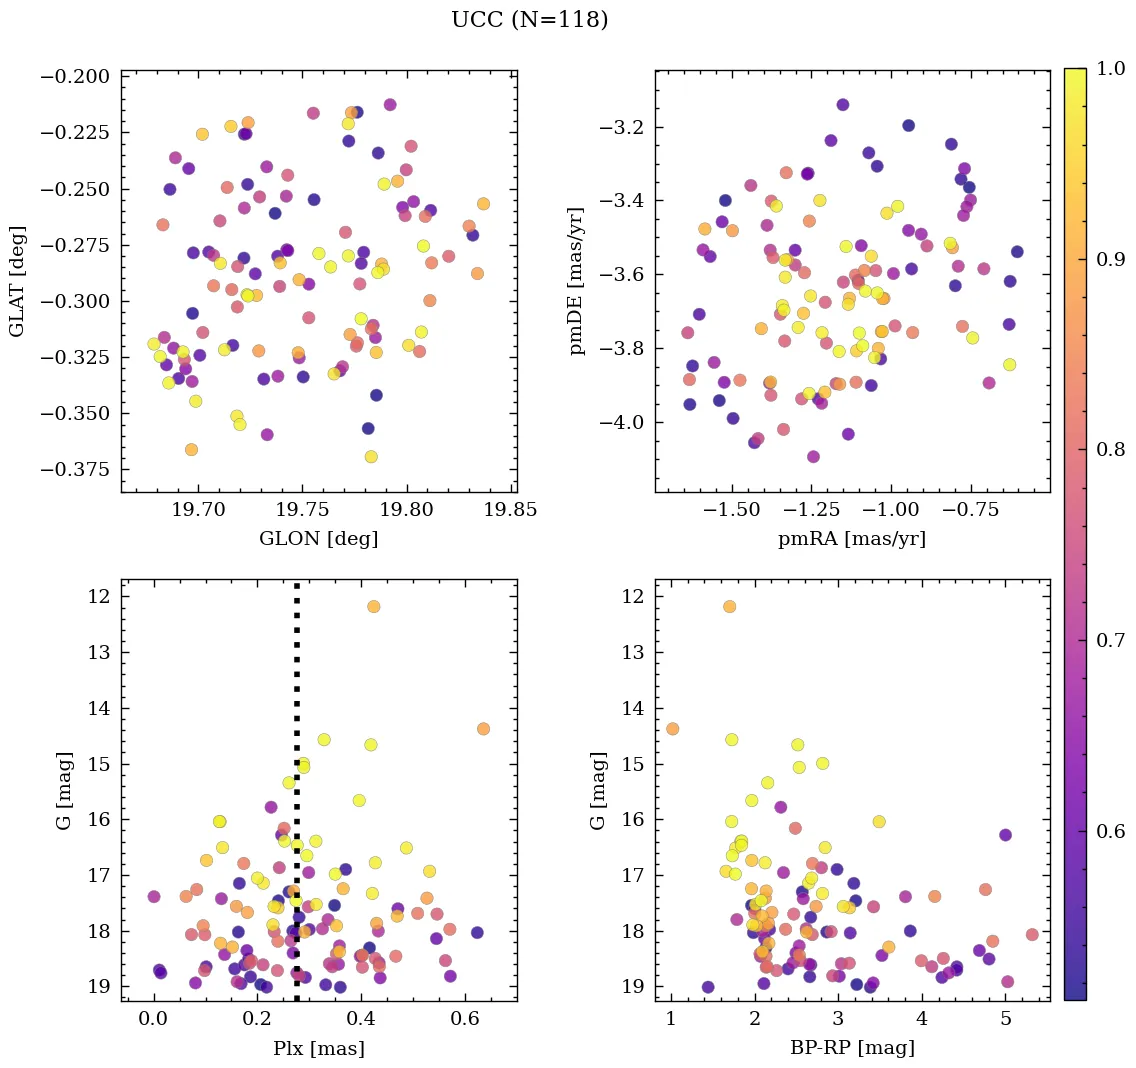 UCC (N=118)
−0.200
−0.225
−0.250
−0.275
−0.300
−0.325
−0.350
−0.375
GLAT [deg]
19.70 19.75 19.80 19.85
GLON [deg]
−3.2
−3.4
−3.6
−3.8
−4.0
pmDE [mas/yr]
−1.50 −1.25 −1.00 −0.75
pmRA [mas/yr]
1.0
0.9
0.8
0.7
0.6
12
13
14
15
16
17
18
19
G [mag]
0.0 0.2 0.4 0.6
Plx [mas]
12
13
14
15
16
17
18
19
G [mag]
1 2 3 4 5
BP-RP [mag]